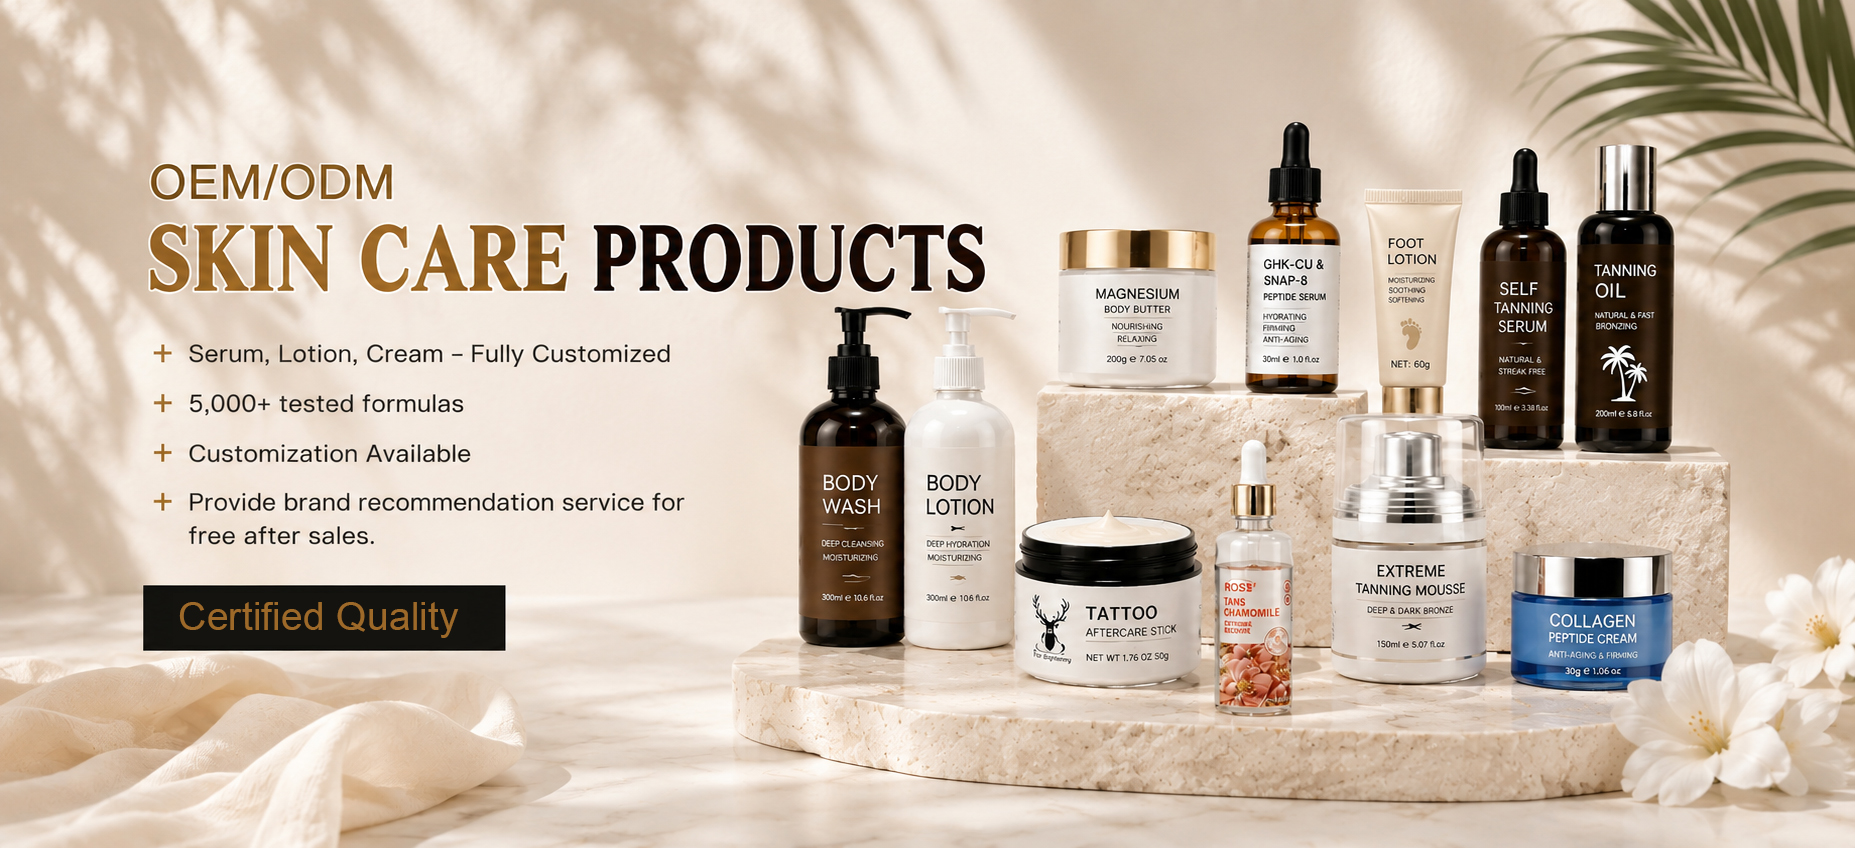 OEM/ODM
SKIN CARE PRODUCTS
+ Serum, Lotion, Cream – Fully Customized
+ 5,000+ tested formulas
+ Customization Available
+ Provide brand recommendation service for
free after sales.
Certified Quality
BODY
WASH
DEEP CLEANSING
MOISTURIZING
300ml e 10.6 fl.oz
BODY
LOTION
DEEP HYDRATION
MOISTURIZING
300ml e 106 fl.oz
MAGNESIUM
BODY BUTTER
NOURISHING
RELAXING
200g e 7.05 oz
GHK-CU &
SNAP-8
PEPTIDE SERUM
HYDRATING
FIRMING
ANTI-AGING
30ml e 1.0 fl.oz
FOOT
LOTION
MOISTURIZING
SOOTHING
SOFTENING
NET: 60g
SELF
TANNING
SERUM
NATURAL &
STREAK FREE
100ml e 3.38 fl.oz
TANNING
OIL
NATURAL & FAST
BRONZING
200ml e 6.8 fl.oz
TATTOO
AFTERCARE STICK
NET WT 1.76 OZ 50g
ROSE
TANS
CHAMOMILE
EXTREME
TANNING MOUSSE
DEEP & DARK BRONZE
150ml e 5.07 fl.oz
COLLAGEN
PEPTIDE CREAM
ANTI-AGING & FIRMING
30g e 1.06 oz